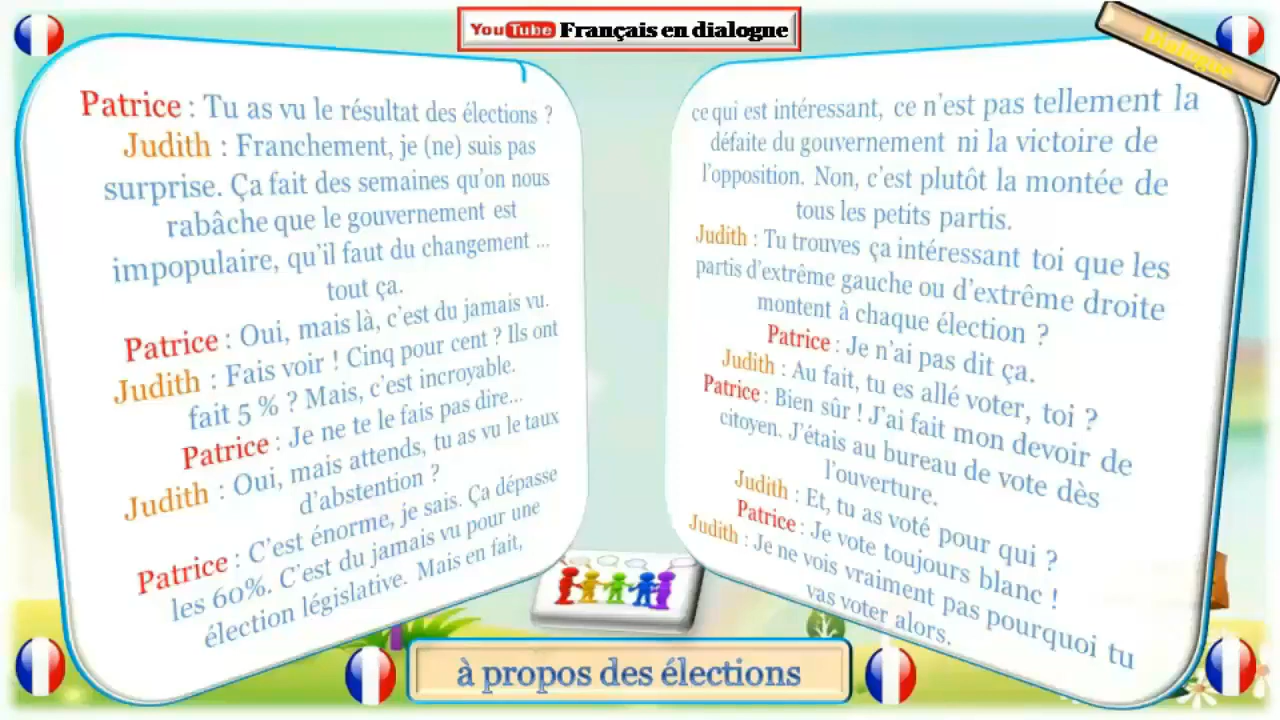 YouTube Français en dialogue
Dialogue
Patrice : Tu as vu le résultat des élections ?
Judith : Franchement, je (ne) suis pas
surprise. Ça fait des semaines qu'on nous
rabâche que le gouvernement est
impopulaire, qu'il faut du changement ...
tout ça.
Patrice : Oui, mais là, c'est du jamais vu.
Judith : Fais voir ! Cinq pour cent ? Ils ont
fait 5 % ? Mais, c'est incroyable.
Patrice : Je ne te le fais pas dire...
Judith : Oui, mais attends, tu as vu le taux
d'abstention ?
Patrice : C'est énorme, je sais. Ça dépasse
les 60%. C'est du jamais vu pour une
élection législative. Mais en fait,
ce qui est intéressant, ce n'est pas tellement la
défaite du gouvernement ni la victoire de
l'opposition. Non, c'est plutôt la montée de
tous les petits partis.
Judith : Tu trouves ça intéressant toi que les
partis d'extrême gauche ou d'extrême droite
montent à chaque élection ?
Patrice : Je n'ai pas dit ça.
Judith : Au fait, tu es allé voter, toi ?
Patrice : Bien sûr ! J'ai fait mon devoir de
citoyen. J'étais au bureau de vote dès
l'ouverture.
Judith : Et, tu as voté pour qui ?
Patrice : Je vote toujours blanc !
Judith : Je ne vois vraiment pas pourquoi tu
vas voter alors.
à propos des élections